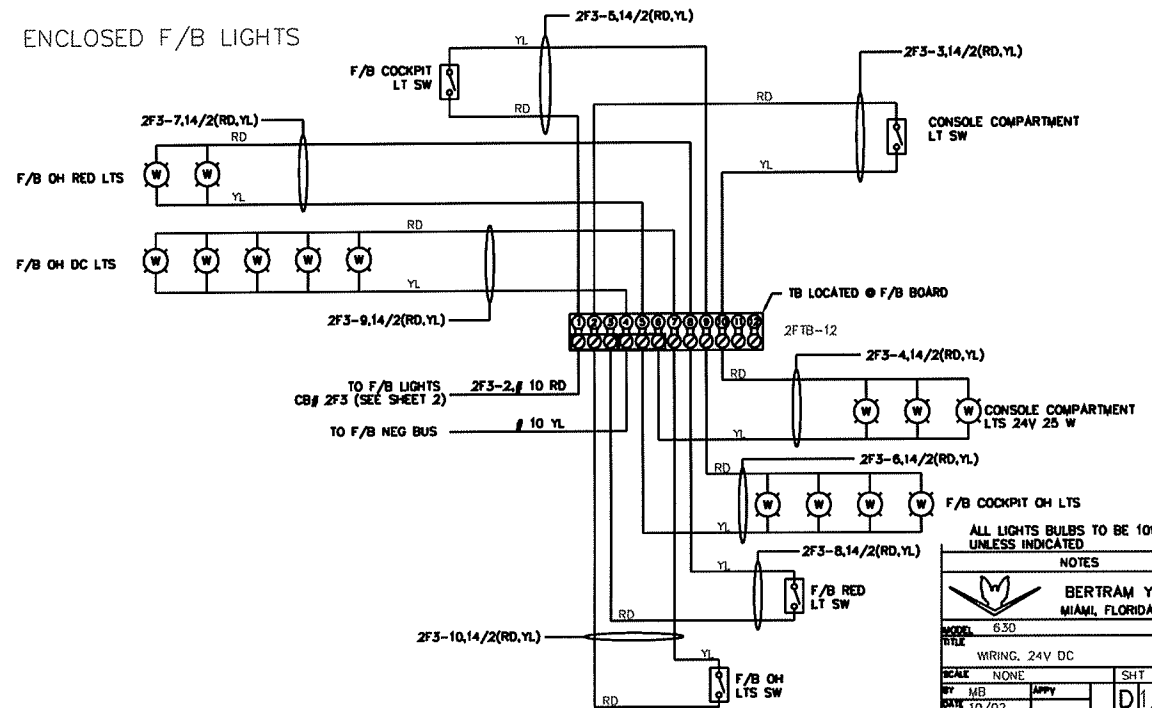 ENCLOSED F/B LIGHTS
2F3-5,14/2(RD,YL)
YL
F/B COCKPIT
LT SW
RD
2F3-3,14/2(RD,YL)
RD
CONSOLE COMPARTMENT
LT SW
YL
2F3-7,14/2(RD,YL)
RD
F/B OH RED LTS
W W
YL
RD
F/B OH DC LTS
W W W W W
YL
2F3-9,14/2(RD,YL)
TB LOCATED @ F/B BOARD
1 2 3 4 5 6 7 8 9 10 11 12
2FTB-12
TO F/B LIGHTS
CB# 2F3 (SEE SHEET 2)
2F3-2,# 10 RD
TO F/B NEG BUS
# 10 YL
2F3-4,14/2(RD,YL)
RD
W W W
CONSOLE COMPARTMENT
LTS 24V 25 W
YL
2F3-6,14/2(RD,YL)
RD
W W W W
F/B COCKPIT OH LTS
YL
ALL LIGHTS BULBS TO BE
UNLESS INDICATED
2F3-8,14/2(RD,YL)
YL
F/B RED
LT SW
RD
2F3-10,14/2(RD,YL)
YL
F/B OH
LTS SW
RD
NOTES
BERTRAM Y
MIAMI, FLORIDA
MODEL 630
TITLE
WIRING, 24V DC
SCALE NONE SHT
BY MB APPV
DATE 10/02 D